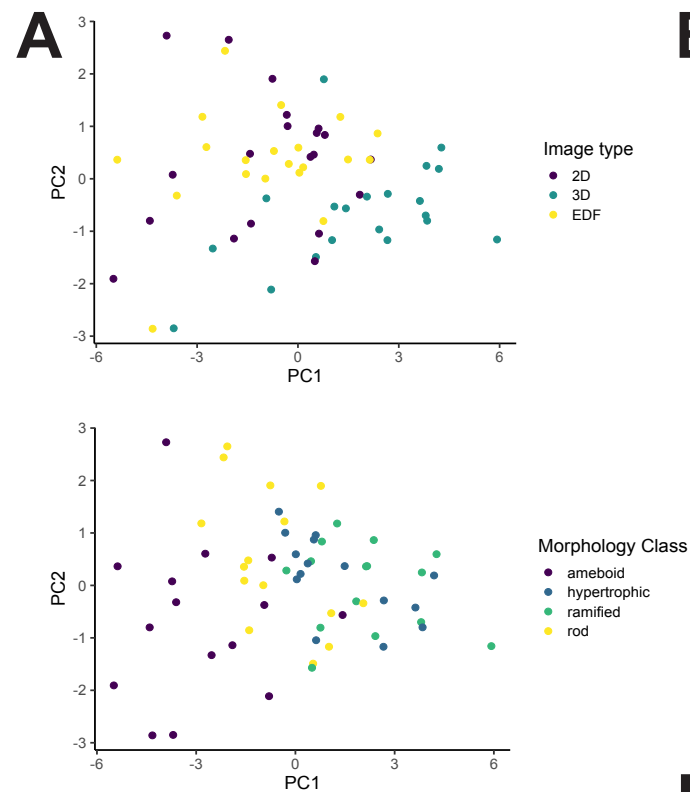 A
3
2
1
0
-1
-2
-3
PC2
-6
-3
0
3
6
PC1
Image type
2D
3D
EDF
3
2
1
0
-1
-2
-3
PC2
-6
-3
0
3
6
PC1
Morphology Class
ameboid
hypertrophic
ramified
rod